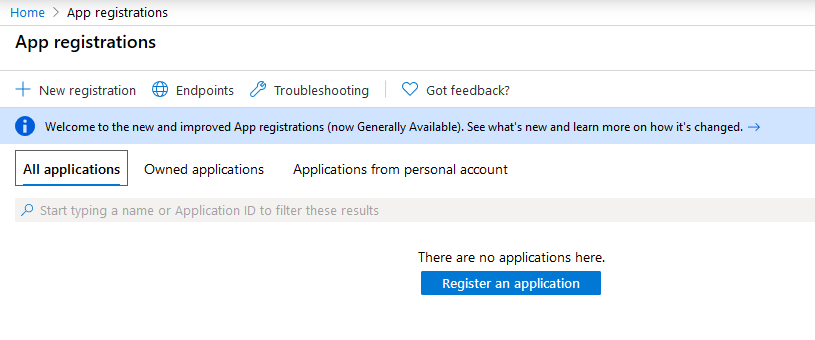 Home > App registrations
App registrations
New registration Endpoints Troubleshooting Got feedback?
Welcome to the new and improved App registrations (now Generally Available). See what's new and learn more on how it's changed. →
All applications Owned applications Applications from personal account
Start typing a name or Application ID to filter these results
There are no applications here.
Register an application